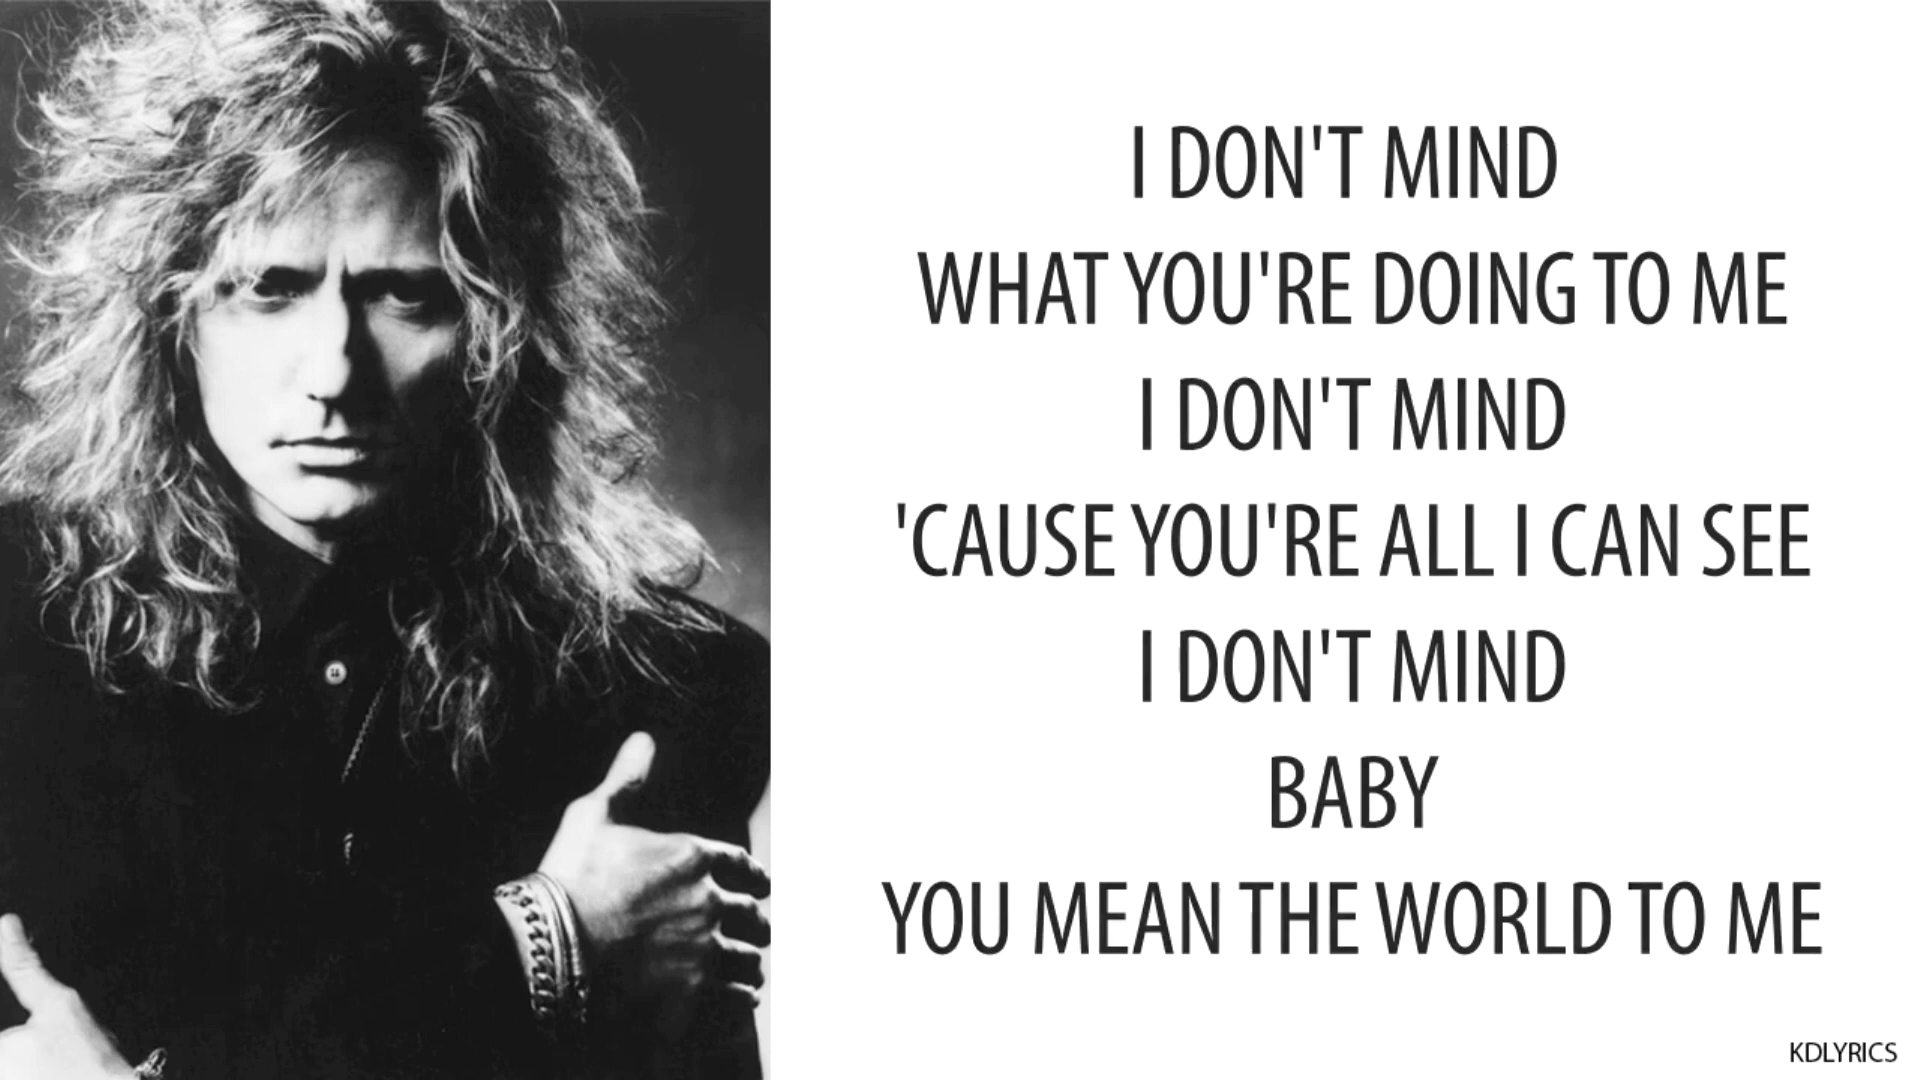 I DON'T MIND
WHAT YOU'RE DOING TO ME
I DON'T MIND
'CAUSE YOU'RE ALL I CAN SEE
I DON'T MIND
BABY
YOU MEAN THE WORLD TO ME
KDLYRICS